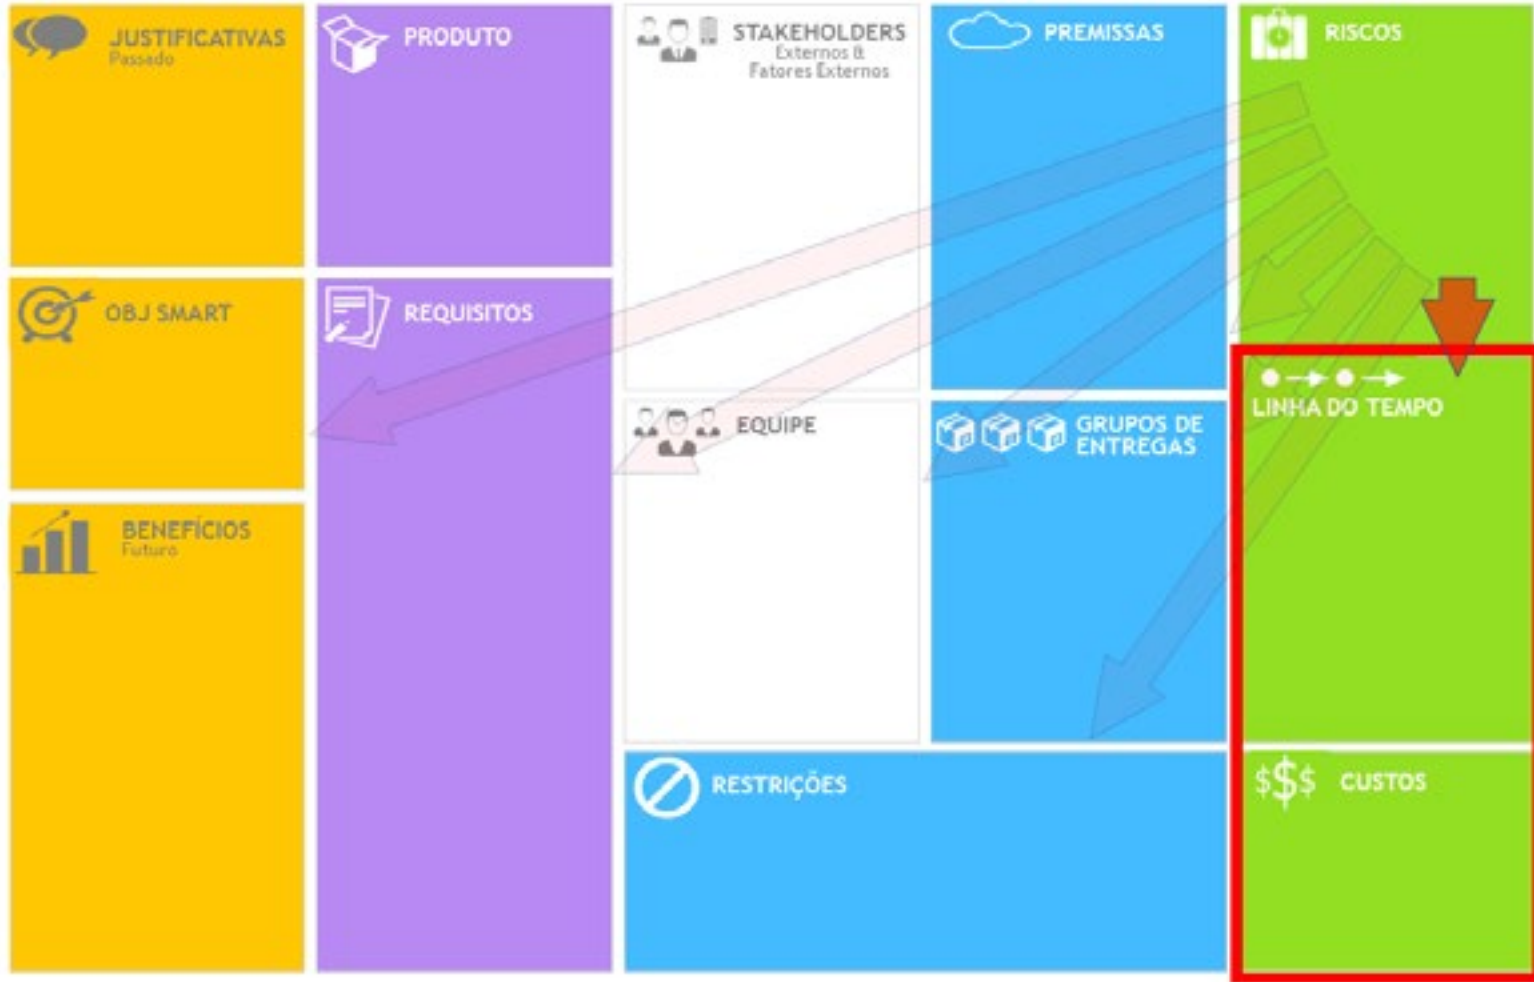 JUSTIFICATIVAS
Passado
PRODUTO
STAKEHOLDERS
Externos &
Fatores Externos
PREMISSAS
RISCOS
OBJ SMART
REQUISITOS
EQUIPE
GRUPOS DE
ENTREGAS
LINHA DO TEMPO
BENEFÍCIOS
Futuro
RESTRIÇÕES
$$$ CUSTOS